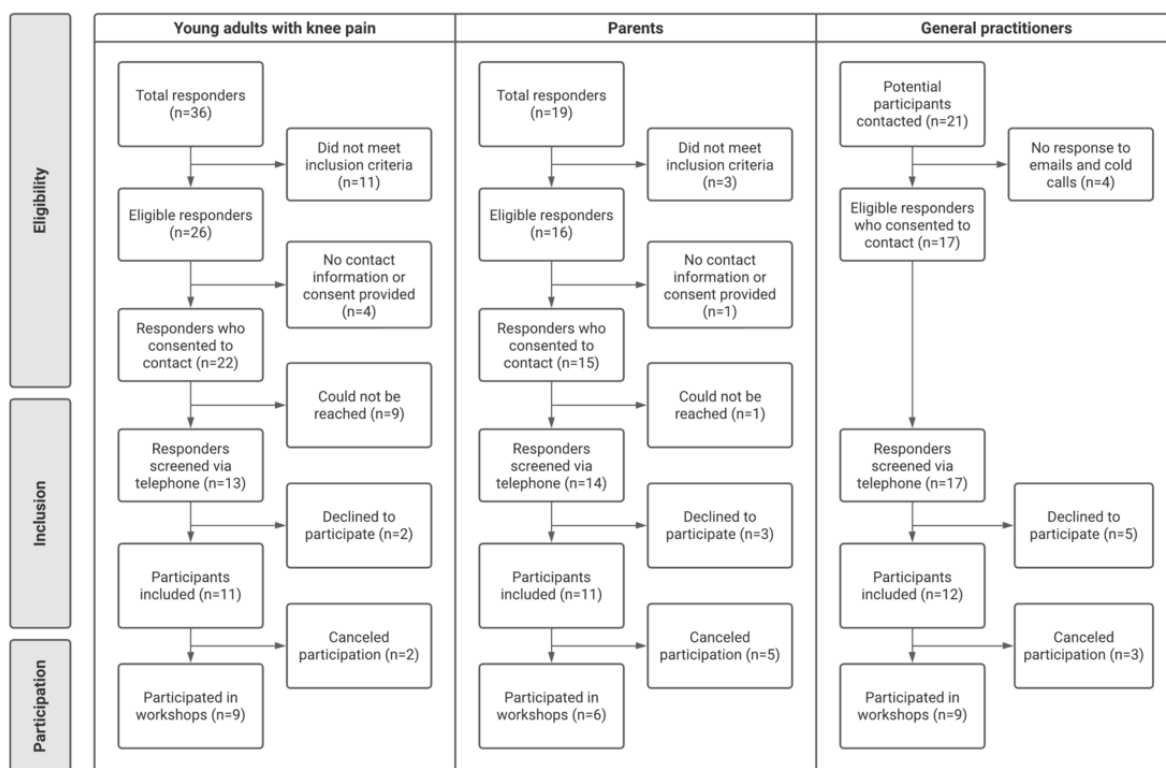 Young adults with knee pain
Parents
General practitioners
Eligibility
Inclusion
Participation
Total responders
(n=36)
Did not meet
inclusion criteria
(n=11)
Eligible responders
(n=26)
No contact
information or
consent provided
(n=4)
Responders who
consented to
contact (n=22)
Could not be
reached (n=9)
Responders
screened via
telephone (n=13)
Declined to
participate (n=2)
Participants
included (n=11)
Canceled
participation (n=2)
Participated in
workshops (n=9)
Total responders
(n=19)
Did not meet
inclusion criteria
(n=3)
Eligible responders
(n=16)
No contact
information or
consent provided
(n=1)
Responders who
consented to
contact (n=15)
Could not be
reached (n=1)
Responders
screened via
telephone (n=14)
Declined to
participate (n=3)
Participants
included (n=11)
Canceled
participation (n=5)
Participated in
workshops (n=6)
Potential
participants
contacted (n=21)
No response to
emails and cold
calls (n=4)
Eligible responders
who consented to
contact (n=17)
Responders
screened via
telephone (n=17)
Declined to
participate (n=5)
Participants
included (n=12)
Canceled
participation (n=3)
Participated in
workshops (n=9)